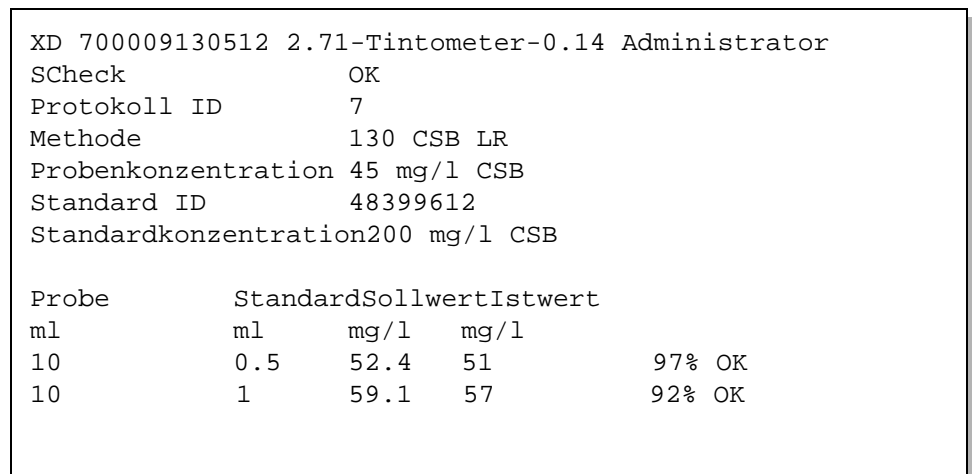 XD 700009130512 2.71-Tintometer-0.14 Administrator
SCheck OK
Protokoll ID 7
Methode 130 CSB LR
Probenkonzentration 45 mg/l CSB
Standard ID 48399612
Standardkonzentration200 mg/l CSB
Probe StandardSollwertIstwert
ml ml mg/l mg/l
10 0.5 52.4 51 97% OK
10 1 59.1 57 92% OK